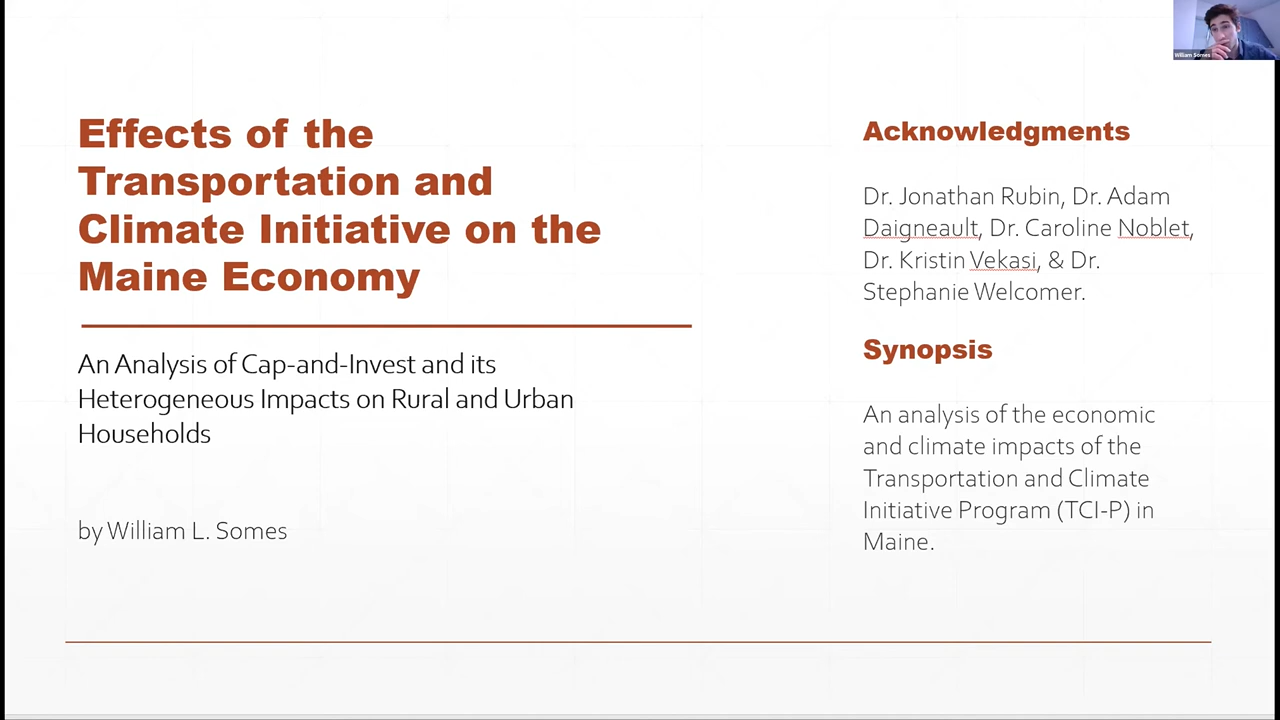 Effects of the
Transportation and
Climate Initiative on the
Maine Economy
An Analysis of Cap-and-Invest and its
Heterogeneous Impacts on Rural and Urban
Households
by William L. Somes
Acknowledgments
Dr. Jonathan Rubin, Dr. Adam
Daigneault, Dr. Caroline Noblet,
Dr. Kristin Vekasi, & Dr.
Stephanie Welcomer.
Synopsis
An analysis of the economic
and climate impacts of the
Transportation and Climate
Initiative Program (TCI-P) in
Maine.
William Somes